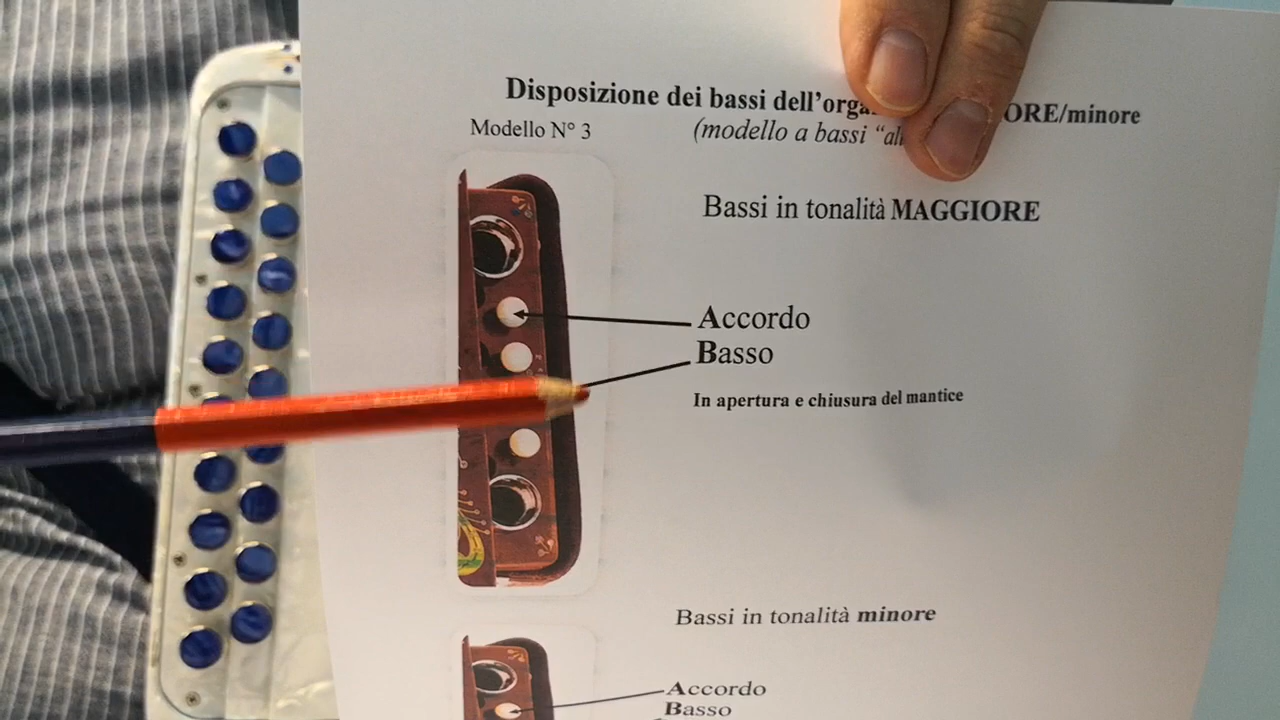 Disposizione dei bassi dell'orga ORE/minore
Modello N° 3
(modello a bassi "
Bassi in tonalità MAGGIORE
Accordo
Basso
In apertura e chiusura del mantice
Bassi in tonalità minore
Accordo
Basso